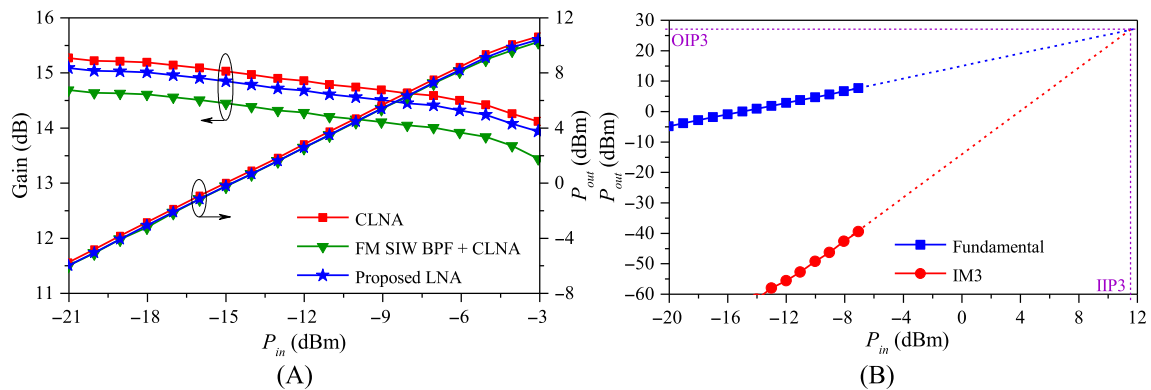 16
15
14
13
12
11
Gain (dB)
12
8
4
0
−4
−8
P_out (dBm)
−21
−18
−15
−12
−9
−6
−3
P_in (dBm)
CLNA
FM SIW BPF + CLNA
Proposed LNA
(A)
30
20
10
0
−10
−20
−30
−40
−50
−60
P_out (dBm)
OIP3
IIP3
Fundamental
IM3
−20
−16
−12
−8
−4
0
4
8
12
P_in (dBm)
(B)